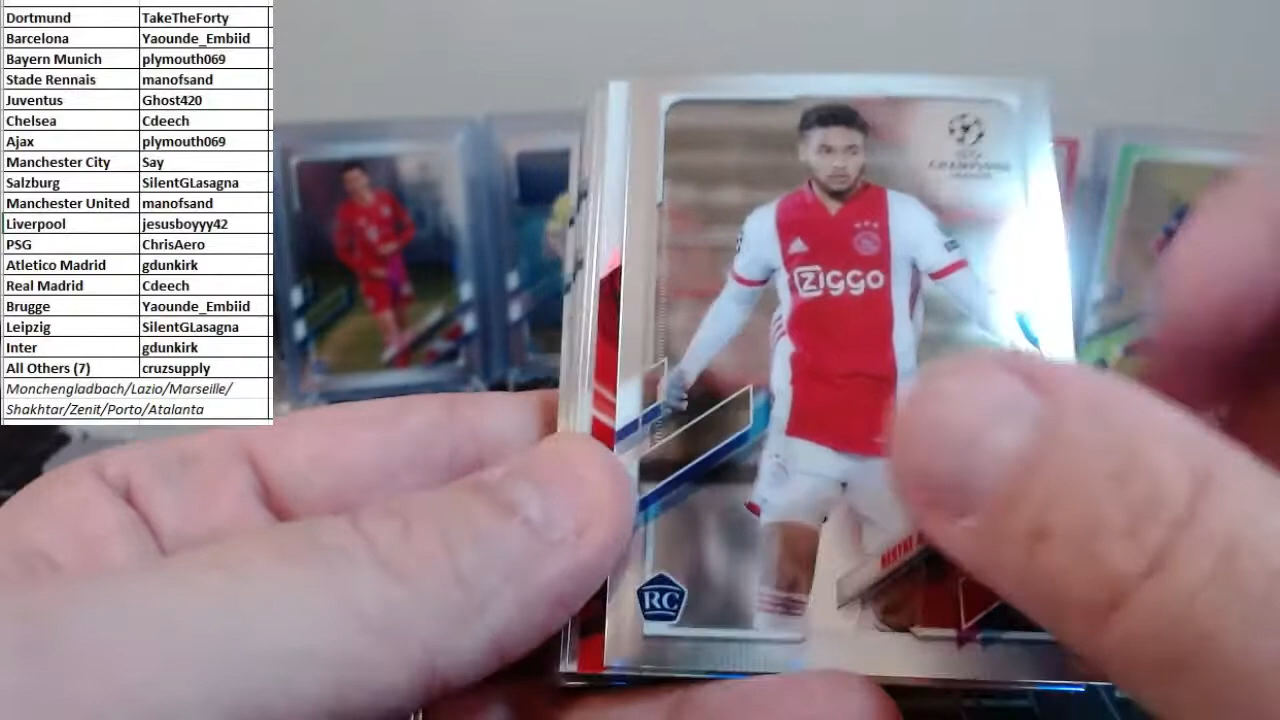 Dortmund TakeTheForty
Barcelona Yaounde_Embiid
Bayern Munich plymouth069
Stade Rennais manofsand
Juventus Ghost420
Chelsea Cdeech
Ajax plymouth069
Manchester City Say
Salzburg SilentGLasagna
Manchester United manofsand
Liverpool jesusboyyy42
PSG ChrisAero
Atletico Madrid gdunkirk
Real Madrid Cdeech
Brugge Yaounde_Embiid
Leipzig SilentGLasagna
Inter gdunkirk
All Others (7) cruzsupply
Monchengladbach/Lazio/Marseille/
Shakhtar/Zenit/Porto/Atalanta
CHAMPIONS
ZIGGO
RC